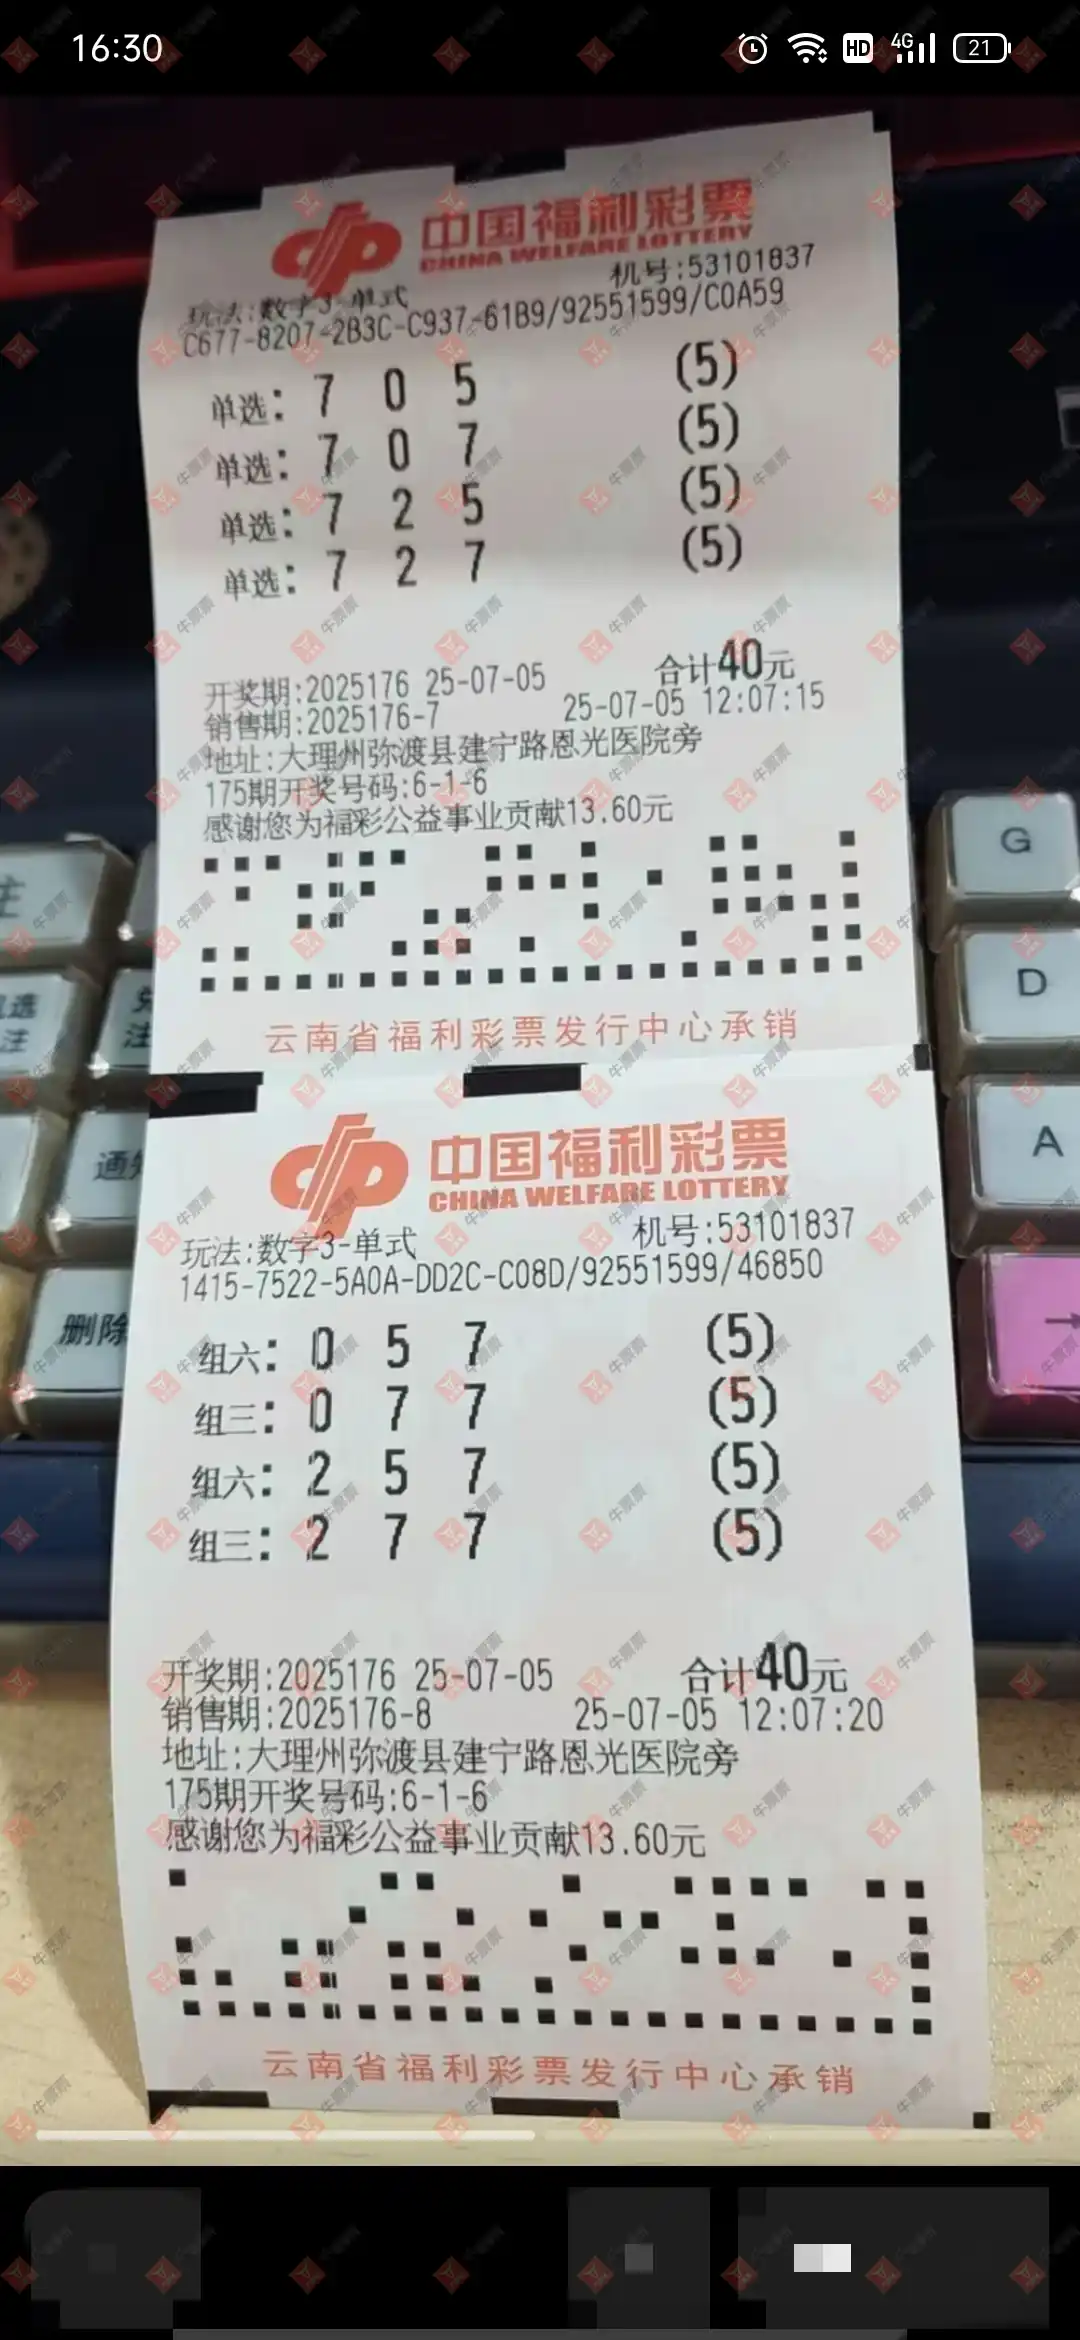 16:30
HD
4G
21
中国福利彩票
CHINA WELFARE LOTTERY
机号:53101837
玩法:数字3-单式
C677-8207-2B3C-C937-61B9/92551599/C0A59
单选: 7 0 5 (5)
单选: 7 0 7 (5)
单选: 7 2 5 (5)
单选: 7 2 7 (5)
合计40元
开奖期:2025176 25-07-05
销售期:2025176-7 25-07-05 12:07:15
地址:大理州弥渡县建宁路恩光医院旁
175期开奖号码:6-1-6
感谢您为福彩公益事业贡献13.60元
云南省福利彩票发行中心承销
中国福利彩票
CHINA WELFARE LOTTERY
机号:53101837
玩法:数字3-单式
1415-7522-5A0A-DD2C-C08D/92551599/46850
组六: 0 5 7 (5)
组三: 0 7 7 (5)
组六: 2 5 7 (5)
组三: 2 7 7 (5)
开奖期:2025176 25-07-05 合计40元
销售期:2025176-8 25-07-05 12:07:20
地址:大理州弥渡县建宁路恩光医院旁
175期开奖号码:6-1-6
感谢您为福彩公益事业贡献13.60元
云南省福利彩票发行中心承销
G
D
A
删除
牛票票